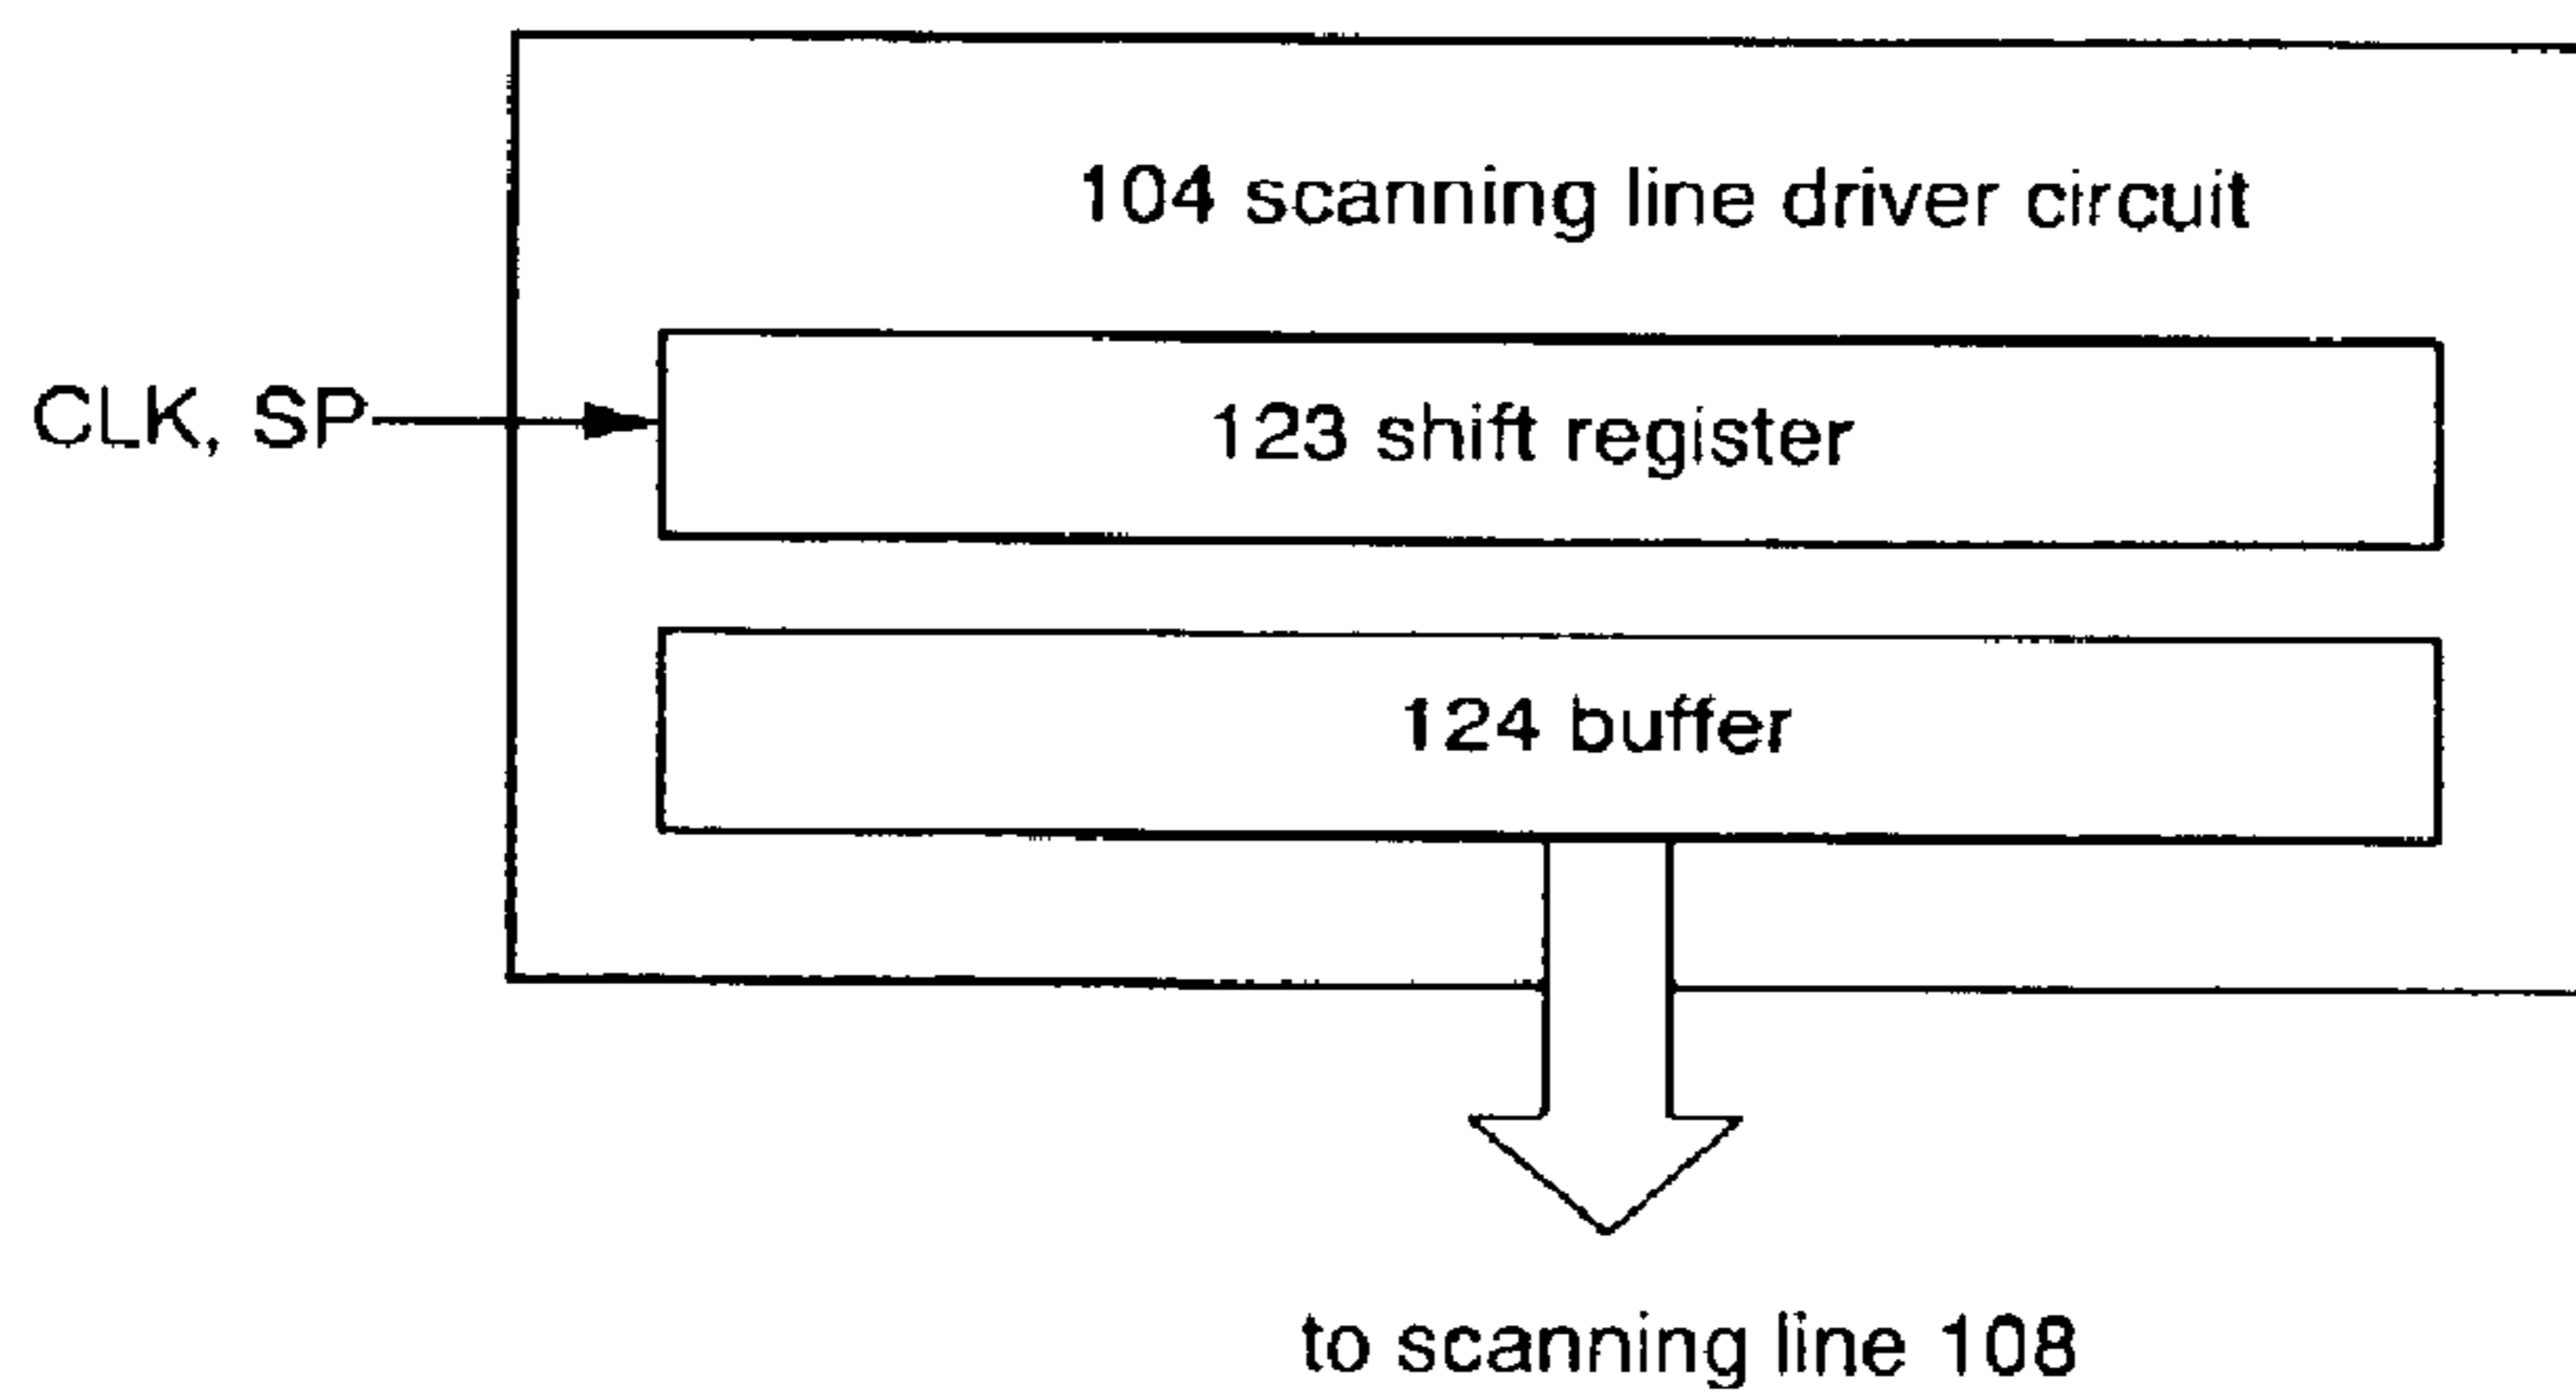 104 scanning line driver circuit
CLK, SP
123 shift register
124 buffer
to scanning line 108